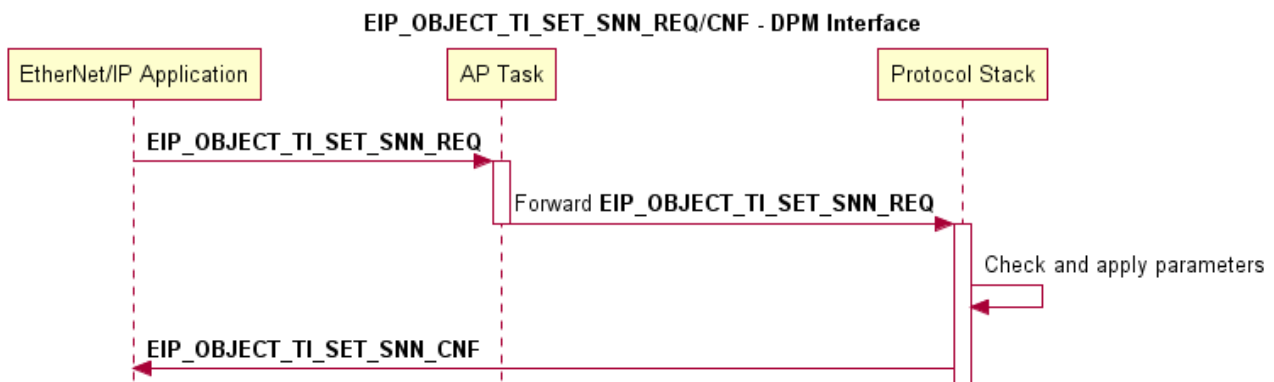 EIP_OBJECT_TI_SET_SNN_REQ/CNF - DPM Interface
EtherNet/IP Application
AP Task
Protocol Stack
EIP_OBJECT_TI_SET_SNN_REQ
Forward EIP_OBJECT_TI_SET_SNN_REQ
Check and apply parameters
EIP_OBJECT_TI_SET_SNN_CNF